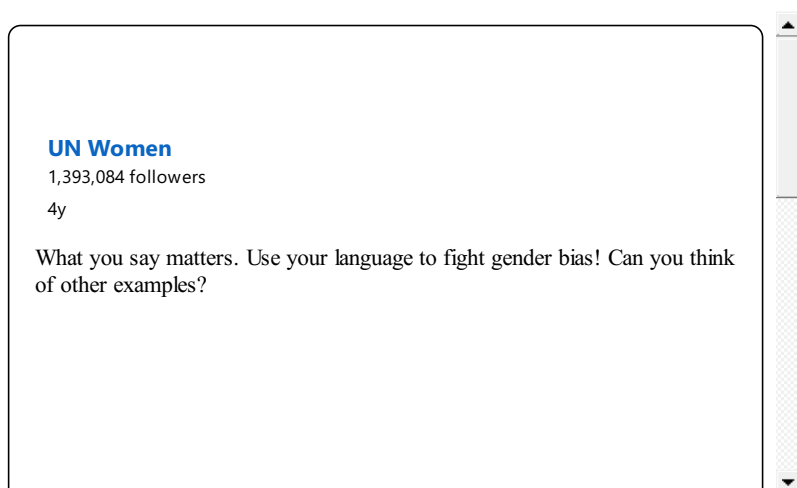 UN Women
1,393,084 followers
4y
What you say matters. Use your language to fight gender bias! Can you think
of other examples?